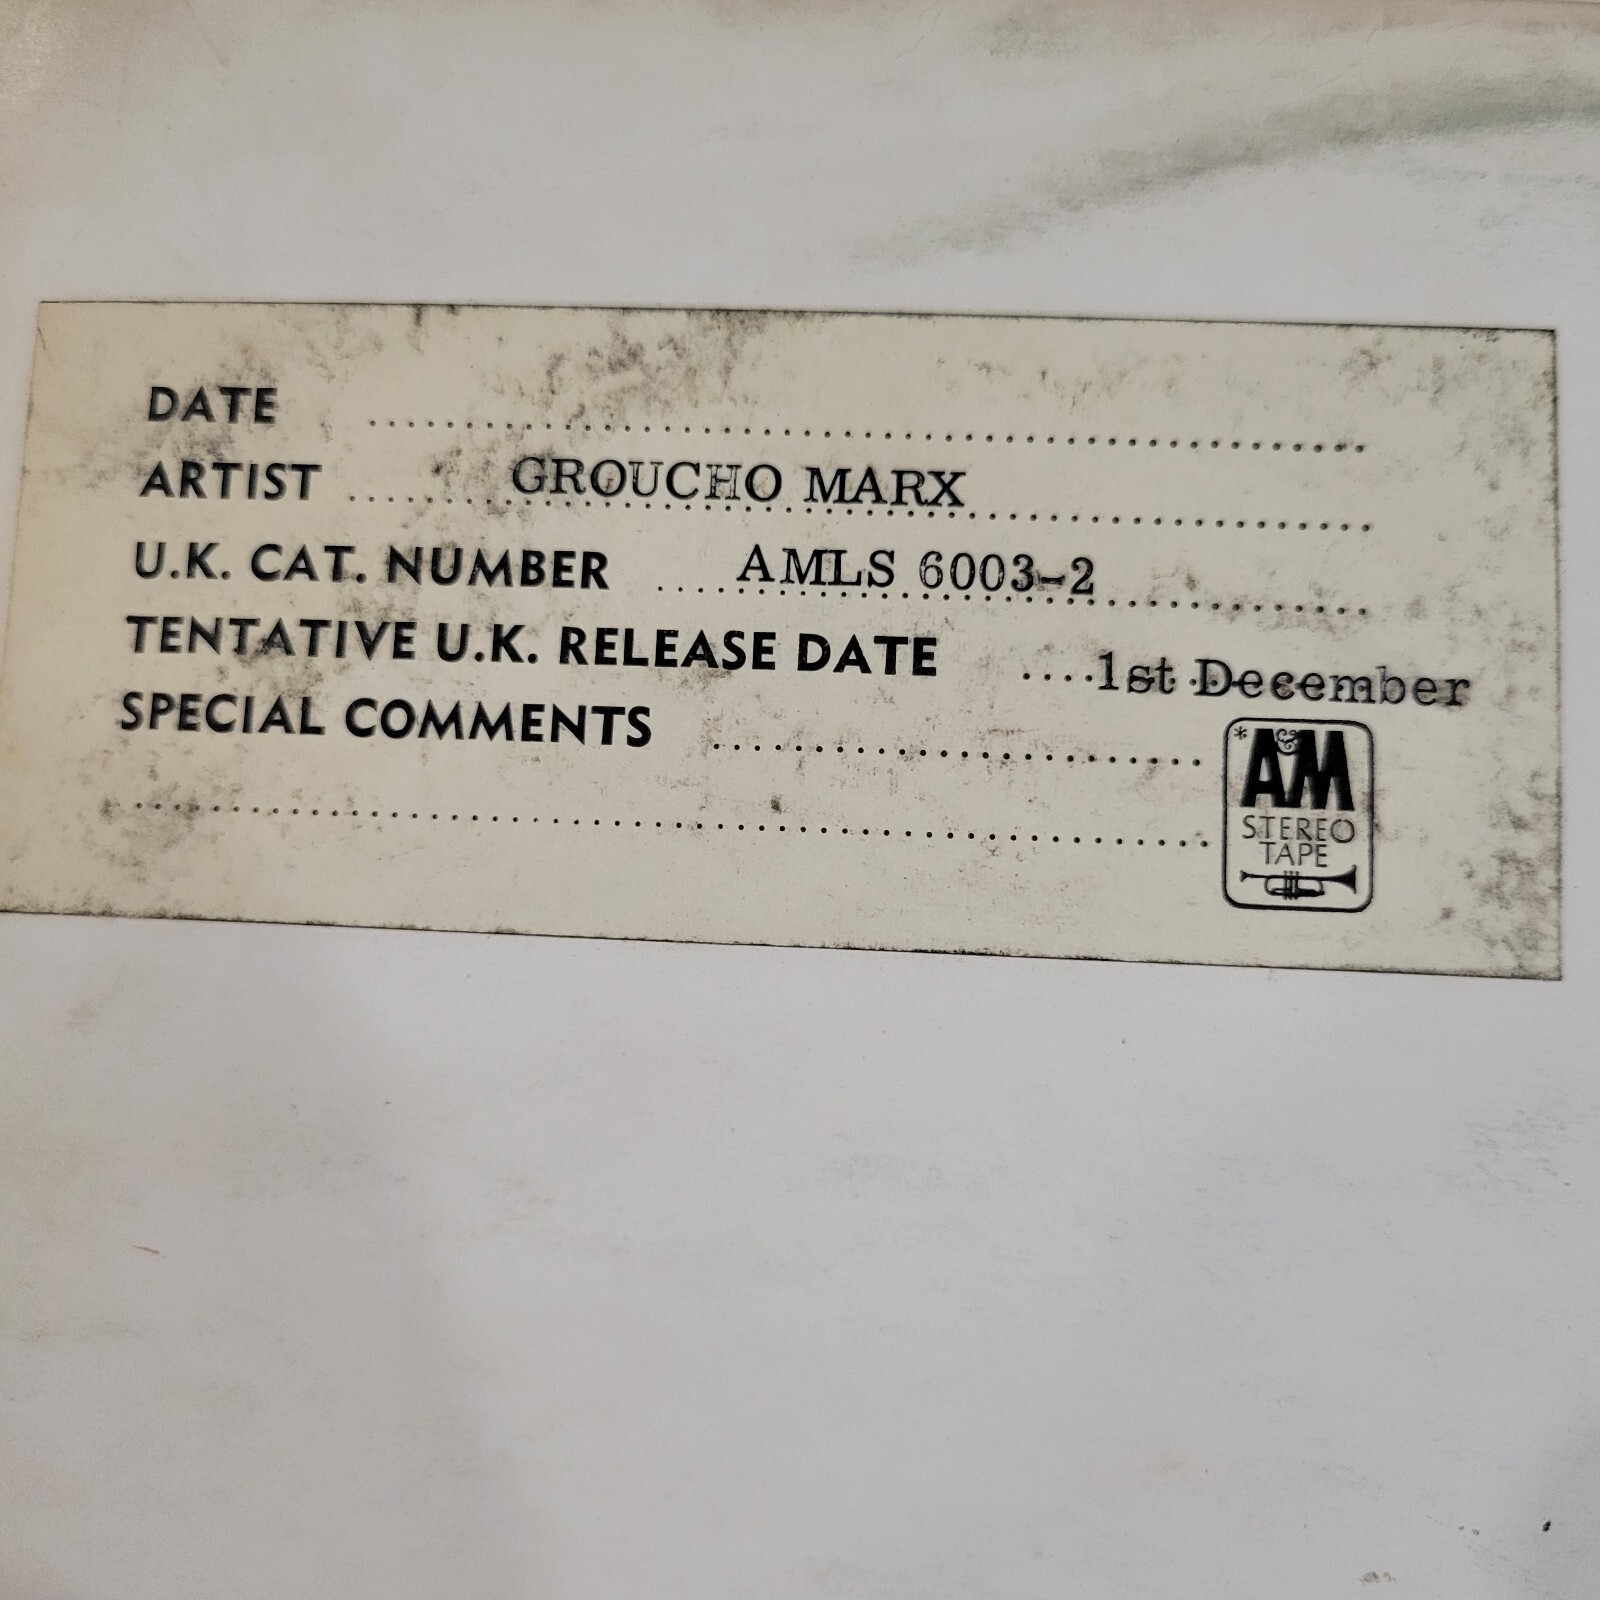 DATE ..........
ARTIST .......... GROUCHO MARX
U.K. CAT. NUMBER .......... AMLS 6003-2
TENTATIVE U.K. RELEASE DATE .......... 1st December
SPECIAL COMMENTS ..........
*A&M
STEREO
TAPE